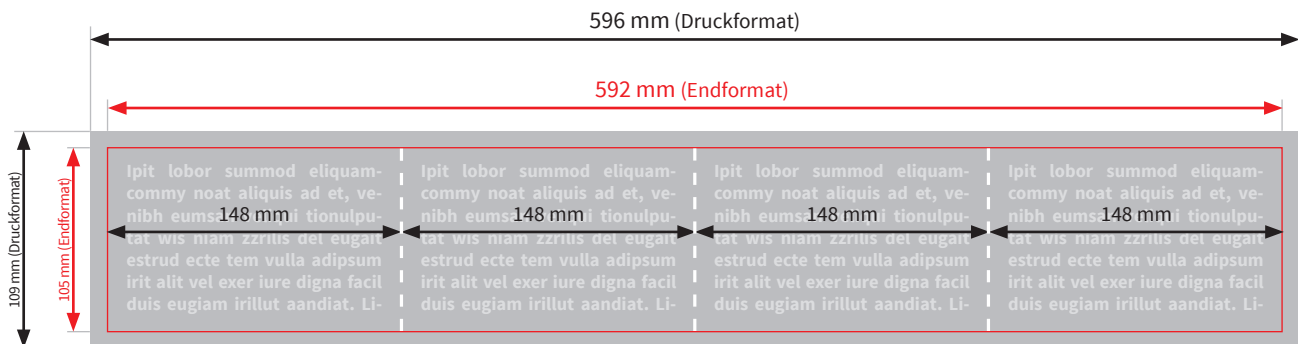 596 mm (Druckformat)
592 mm (Endformat)
109 mm (Druckformat)
105 mm (Endformat)
Ipit lobor summod eliquam-
commy noat aliquis ad et, ve-
nibh eums i tionulpu-
148 mm
tat wis niam zzrilis del eugait
estrud ecte tem vulla adipsum
irit alit vel exer iure digna facil
duis eugiam irillut aandiat. Li-
Ipit lobor summod eliquam-
commy noat aliquis ad et, ve-
nibh eums i tionulpu-
148 mm
tat wis niam zzrilis del eugait
estrud ecte tem vulla adipsum
irit alit vel exer iure digna facil
duis eugiam irillut aandiat. Li-
Ipit lobor summod eliquam-
commy noat aliquis ad et, ve-
nibh eums i tionulpu-
148 mm
tat wis niam zzrilis del eugait
estrud ecte tem vulla adipsum
irit alit vel exer iure digna facil
duis eugiam irillut aandiat. Li-
Ipit lobor summod eliquam-
commy noat aliquis ad et, ve-
nibh eums i tionulpu-
148 mm
tat wis niam zzrilis del eugait
estrud ecte tem vulla adipsum
irit alit vel exer iure digna facil
duis eugiam irillut aandiat. Li-